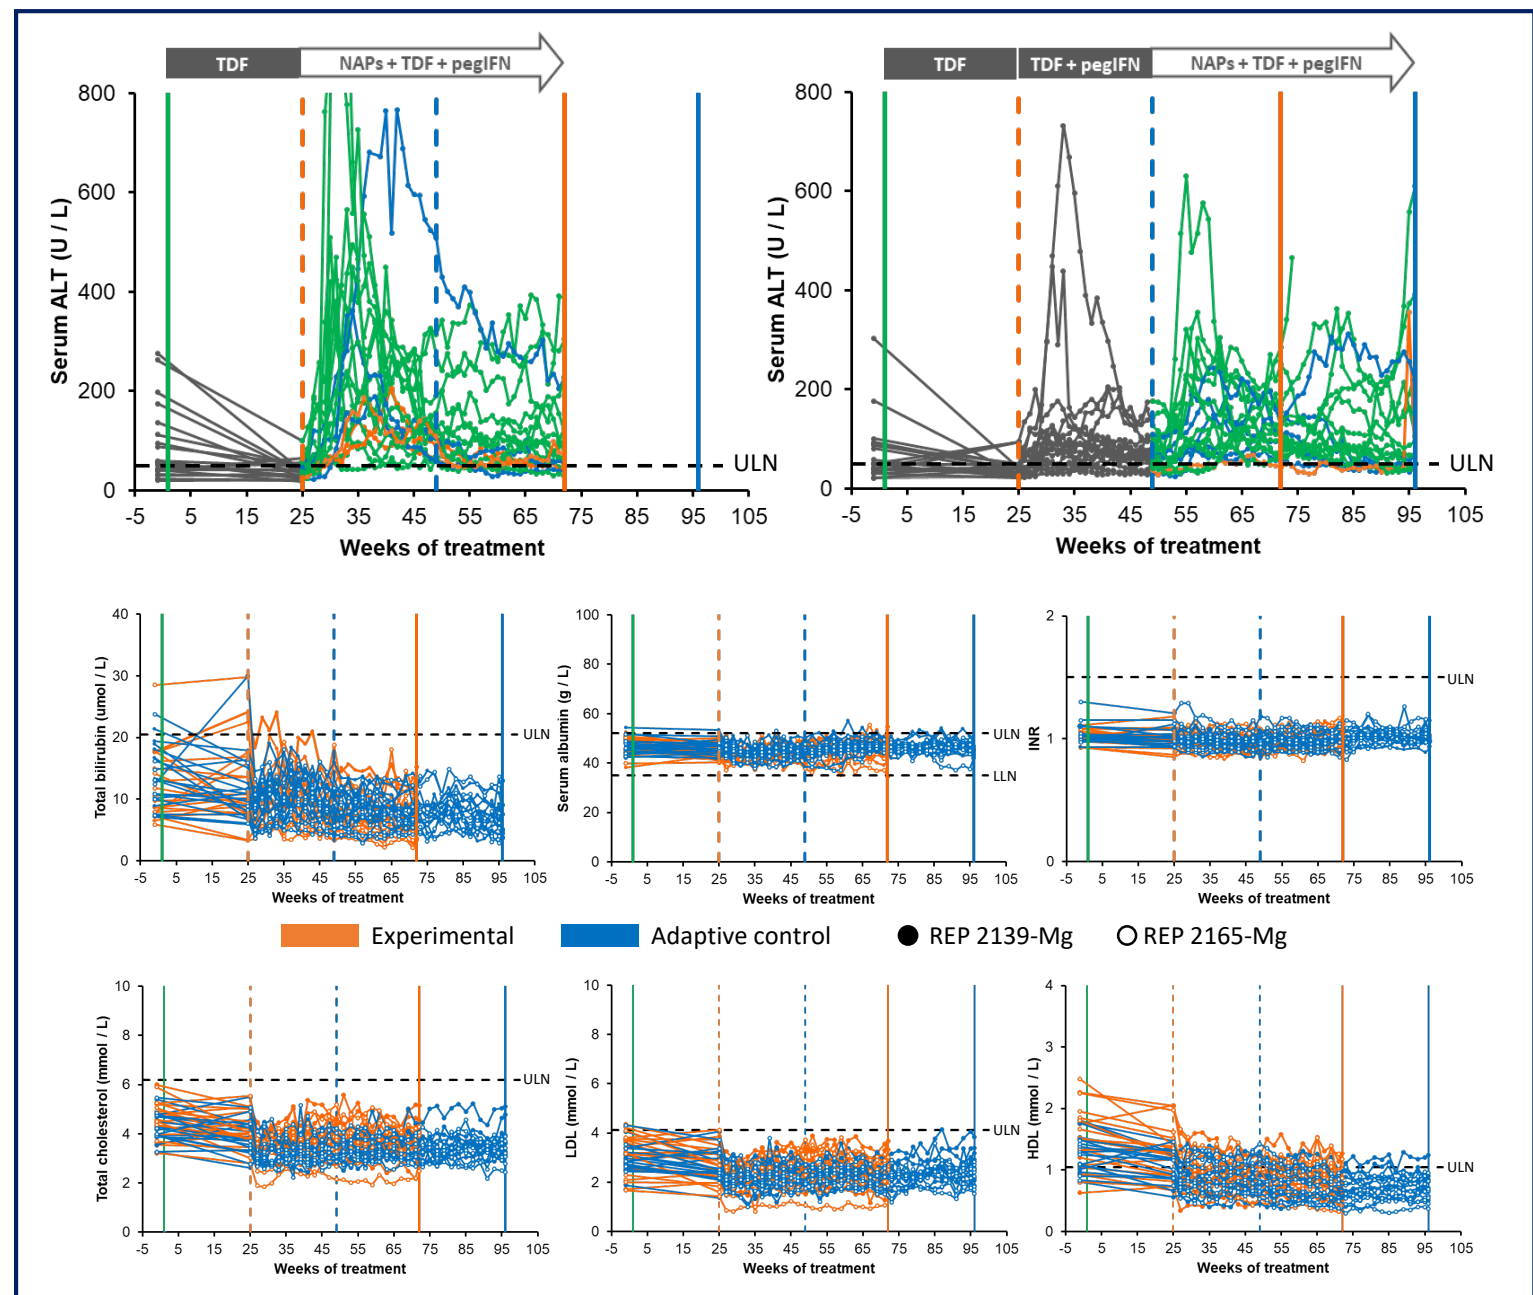 TDF
NAPs + TDF + pegIFN
TDF
TDF + pegIFN
NAPs + TDF + pegIFN
800
600
400
200
0
Serum ALT (U / L)
ULN
-5 5 15 25 35 45 55 65 75 85 95 105
Weeks of treatment
800
600
400
200
0
Serum ALT (U / L)
ULN
-5 5 15 25 35 45 55 65 75 85 95 105
Weeks of treatment
40
30
20
10
0
Total bilirubin (umol / L)
ULN
-5 5 15 25 35 45 55 65 75 85 95 105
Weeks of treatment
100
80
60
40
20
0
Serum albumin (g / L)
ULN
LLN
-5 5 15 25 35 45 55 65 75 85 95 105
Weeks of treatment
2
1
0
INR
ULN
-5 5 15 25 35 45 55 65 75 85 95 105
Weeks of treatment
Experimental
Adaptive control
REP 2139-Mg
REP 2165-Mg
10
8
6
4
2
0
Total cholesterol (mmol / L)
ULN
-5 5 15 25 35 45 55 65 75 85 95 105
Weeks of treatment
10
8
6
4
2
0
LDL (mmol / L)
ULN
-5 5 15 25 35 45 55 65 75 85 95 105
Weeks of treatment
4
3
2
1
0
HDL (mmol / L)
ULN
-5 5 15 25 35 45 55 65 75 85 95 105
Weeks of treatment